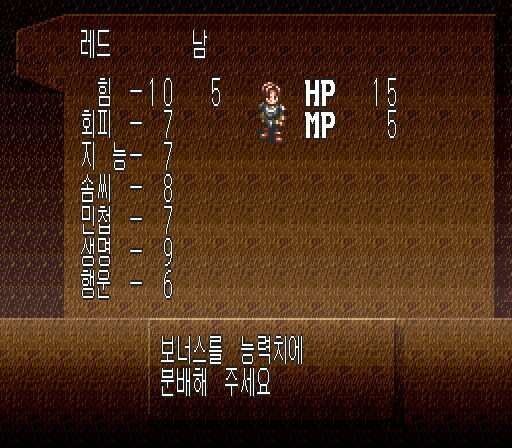 레드 남
힘 -10 5 HP 15
회피 - 7 MP 5
지 능- 7
솜씨 - 8
민첩 - 7
생명 - 9
행운 - 6
보너스를 능력치에
분배해 주세요